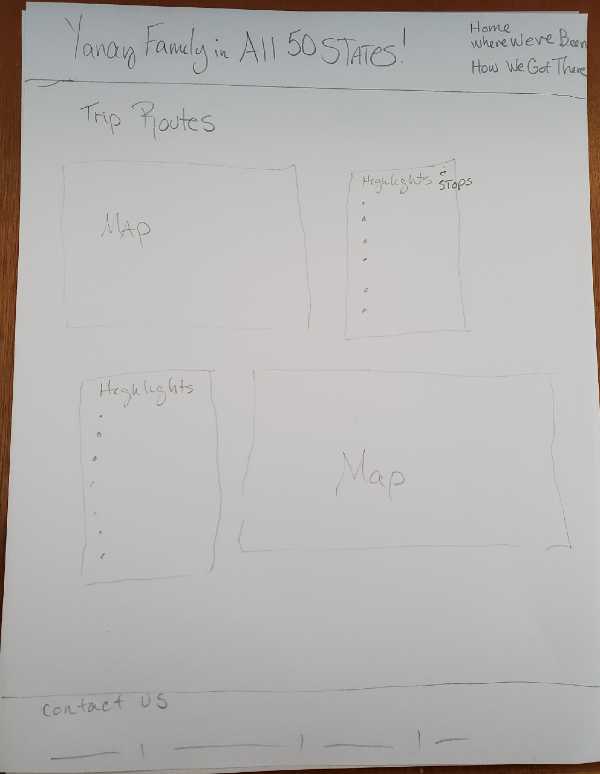 Family in All 50 States!
Home
Where We've Been
How We Got There
Trip Routes
Map
Highlights & Stops
Highlights
Map
Contact Us